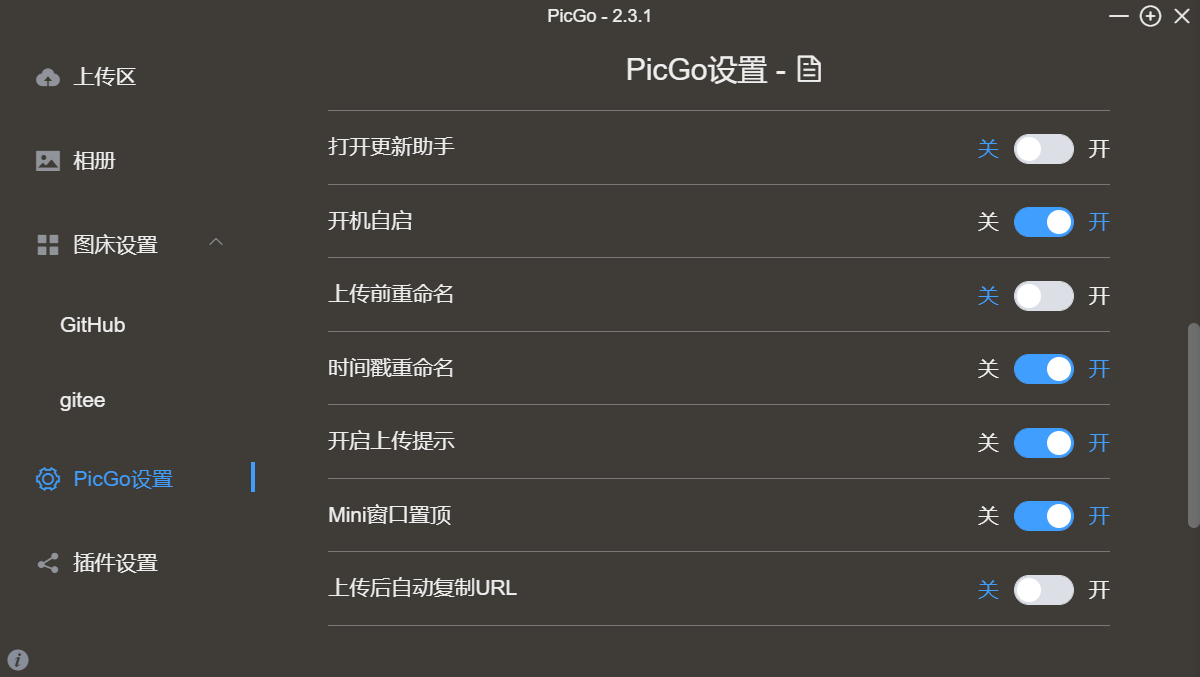 PicGo - 2.3.1
上传区
相册
图床设置
GitHub
gitee
PicGo设置
插件设置
PicGo设置 -
打开更新助手 关 开
开机自启 关 开
上传前重命名 关 开
时间戳重命名 关 开
开启上传提示 关 开
Mini窗口置顶 关 开
上传后自动复制URL 关 开